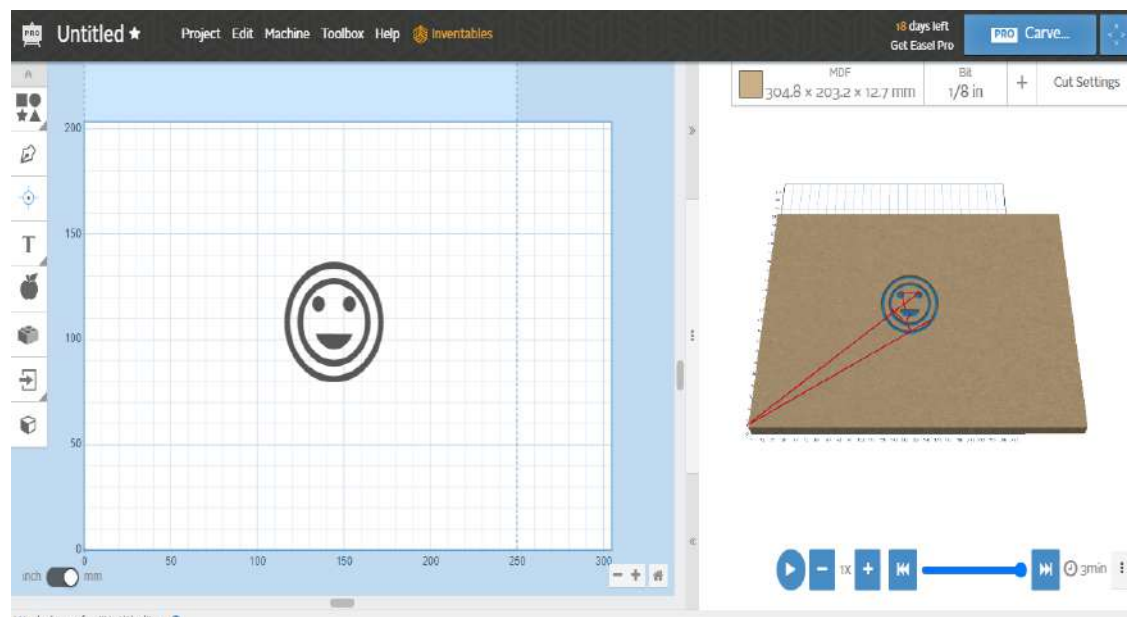 PRO Untitled ★ Project Edit Machine Toolbox Help Inventables
18 days left
Get Easel Pro
PRO Carve...
MDF
304.8 × 203.2 × 12.7 mm
Bit
1/8 in
+
Cut Settings
T
200
150
100
50
0
0 50 100 150 200 250 300
inch mm
− +
− 1X +
3min